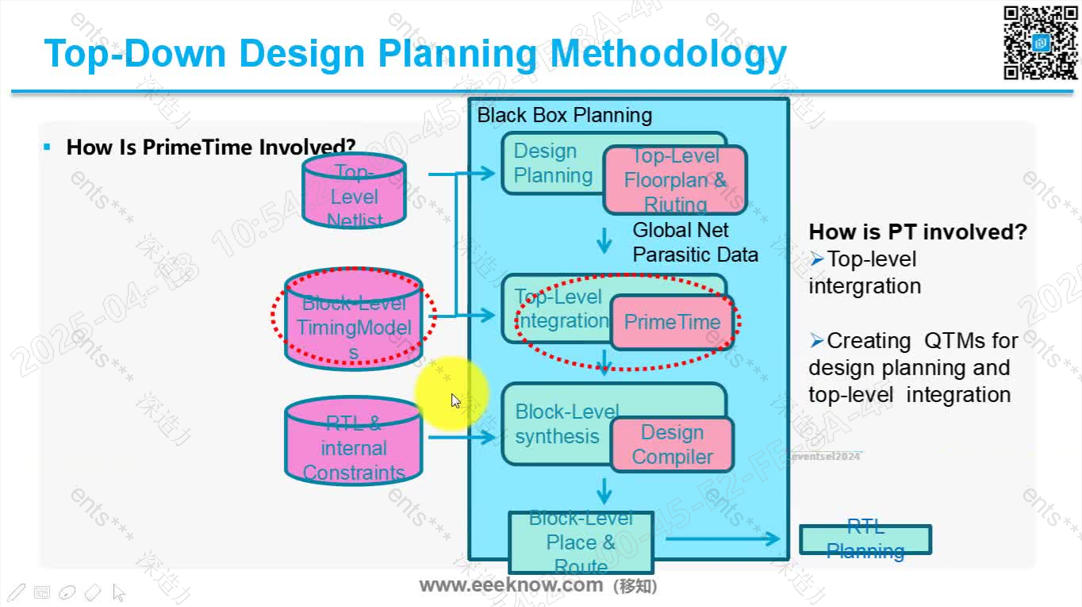 Top-Down Design Planning Methodology
How Is PrimeTime Involved?
Top-
Level
Netlist
Block-Level
TimingModel
s
RTL &
internal
Constraints
Black Box Planning
Design
Planning
Top-Level
Floorplan &
Riuting
Global Net
Parasitic Data
Top-Level
Integration
PrimeTime
Block-Level
synthesis
Design
Compiler
Block-Level
Place &
Route
How is PT involved?
Top-level
intergration
Creating QTMs for
design planning and
top-level integration
eventsel2024
RTL
Planning
www.eeeknow.com (移知)